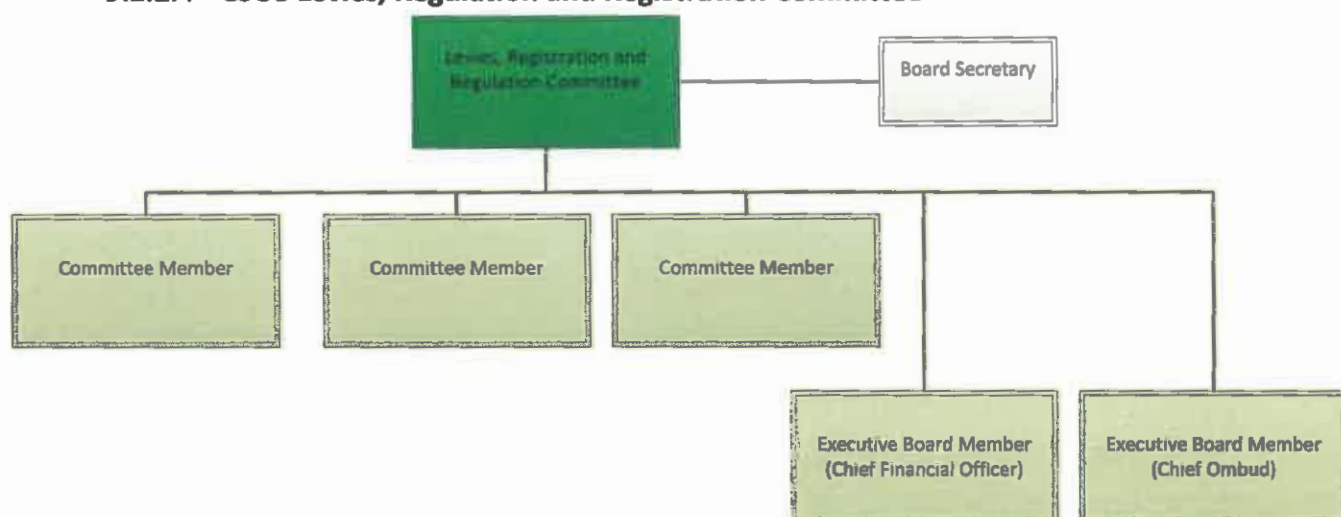 Levies, Registration and
Regulation Committee
Board Secretary
Committee Member
Committee Member
Committee Member
Executive Board Member
(Chief Financial Officer)
Executive Board Member
(Chief Ombud)